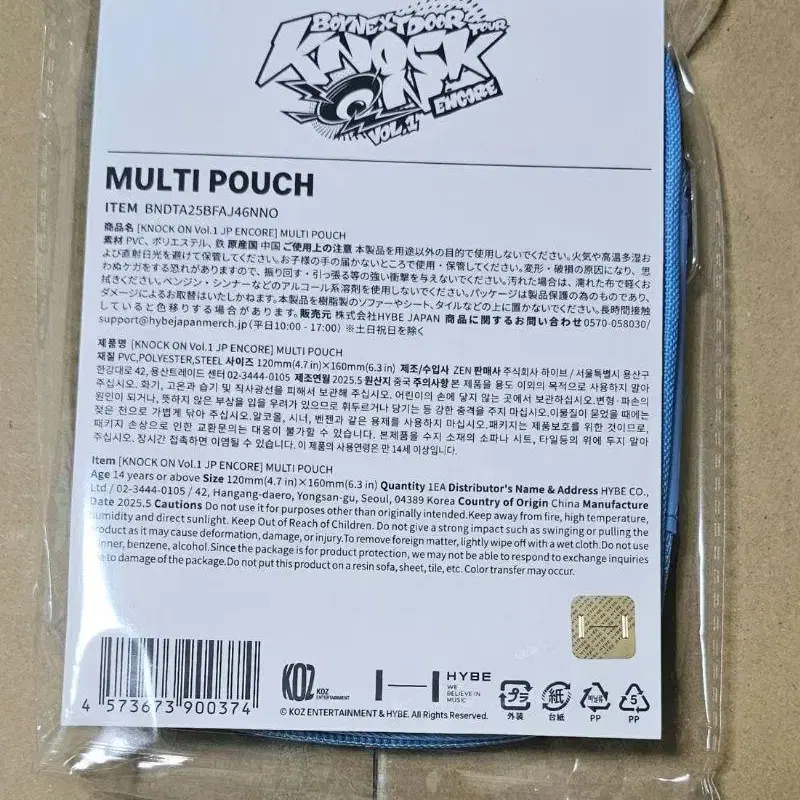 BOYNEXTDOOR TOUR
KNOCK
ON
ENCORE
VOL.1
MULTI POUCH
ITEM BNDTA25BFAJ46NNO
商品名 [KNOCK ON Vol.1 JP ENCORE] MULTI POUCH
素材 PVC、ポリエステル、鉄 原産国 中国 ご使用上の注意 本製品を用途以外の目的で使用しないでください。火気や高温多湿お
よび直射日光を避けて保管してください。お子様の手の届かないところで使用・保管してください。変形・破損の原因になり、思
わぬケガをする恐れがありますので、振り回す・引っ張る等の強い衝撃を与えないでください。汚れた場合は、濡れた布で軽くお
拭きください。ベンジン・シンナーなどのアルコール系溶剤を使用しないでください。パッケージは製品保護の為のものであり、
ダメージによるお取替はいたしかねます。本製品を樹脂製のソファーやシート、タイルなどの上に置かないでください。長時間接触
していると色移りする場合があります。販売元 株式会社HYBE JAPAN 商品に関するお問い合わせ 0570-058030/
support@hybejapanmerch.jp (平日10:00 - 17:00) ※土日祝日を除く
제품명 [KNOCK ON Vol.1 JP ENCORE] MULTI POUCH
재질 PVC,POLYESTER,STEEL 사이즈 120mm(4.7 in)×160mm(6.3 in) 제조/수입사 ZEN 판매사 주식회사 하이브 / 서울특별시 용산구
한강대로 42, 용산트레이드 센터 02-3444-0105 제조연월 2025.5 원산지 중국 주의사항 본 제품을 용도 이외의 목적으로 사용하지 말아
주십시오. 화기, 고온과 습기 및 직사광선을 피해서 보관해 주십시오. 어린이의 손에 닿지 않는 곳에서 보관하십시오.변형·파손의
원인이 되거나, 뜻하지 않은 부상을 입을 우려가 있으므로 휘두르거나 당기는 등 강한 충격을 주지 마십시오.이물질이 묻었을 때에는
젖은 천으로 가볍게 닦아 주십시오.알코올, 시너, 벤젠과 같은 용제를 사용하지 마십시오.패키지는 제품보호를 위한 것이므로,
패키지 손상으로 인한 교환문의는 대응이 불가할 수 있습니다. 본제품을 수지 소재의 소파나 시트, 타일등의 위에 두지 말아
주십시오. 장시간 접촉하면 이염될 수 있습니다. 이 제품의 사용연령은 만 14세 이상입니다.
Item [KNOCK ON Vol.1 JP ENCORE] MULTI POUCH
Age 14 years or above Size 120mm(4.7 in)×160mm(6.3 in) Quantity 1EA Distributor's Name & Address HYBE CO.,
Ltd / 02-3444-0105 / 42, Hangang-daero, Yongsan-gu, Seoul, 04389 Korea Country of Origin China Manufacture
Date 2025.5 Cautions Do not use it for purposes other than originally intended.Keep away from fire, high temperature,
humidity and direct sunlight. Keep Out of Reach of Children. Do not give a strong impact such as swinging or pulling the
product as it may cause deformation, damage, or injury.To remove foreign matter, lightly wipe off with a wet cloth.Do not use
inner, benzene, alcohol.Since the package is for product protection, we may not be able to respond to exchange inquiries
to damage of the package.Do not put this product on a resin sofa, sheet, tile, etc. Color transfer may occur.
4 573673 900374
KOZ
KOZ
ENTERTAINMENT
HYBE
WE
BELIEVE IN
MUSIC
© KOZ ENTERTAINMENT & HYBE. All Rights Reserved.
プラ
外装
紙
台紙
PP
5
PP